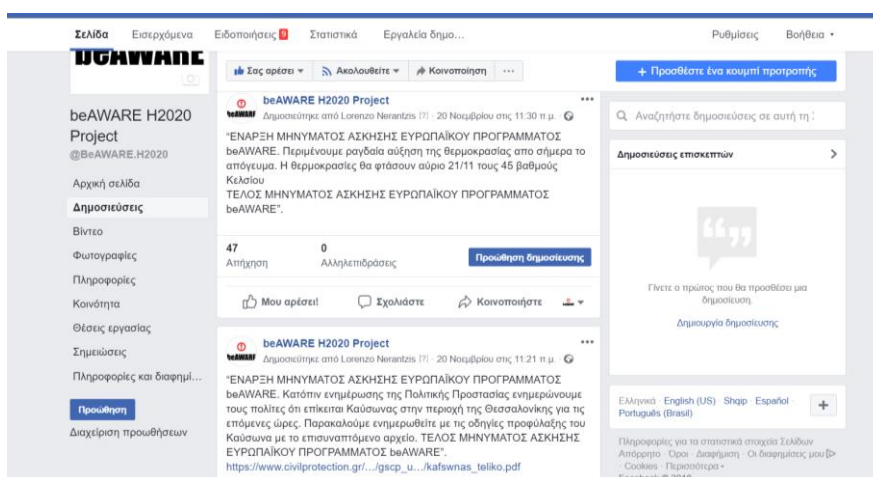 Σελίδα Εισερχόμενα Ειδοποιήσεις 9 Στατιστικά Εργαλεία δημο... Ρυθμίσεις Βοήθεια
beAWARE
Σας αρέσει Ακολουθείτε Κοινοποίηση ...
+ Προσθέστε ένα κουμπί προτροπής
beAWARE H2020
Project
@BeAWARE.H2020
Αρχική σελίδα
Δημοσιεύσεις
Βίντεο
Φωτογραφίες
Πληροφορίες
Κοινότητα
Θέσεις εργασίας
Σημειώσεις
Πληροφορίες και διαφημί...
Προώθηση
Διαχείριση προωθήσεων
beAWARE H2020 Project
Δημοσιεύτηκε από Lorenzo Nerantzis [?] · 20 Νοεμβρίου στις 11:30 π.μ. ·
"ΕΝΑΡΞΗ ΜΗΝΥΜΑΤΟΣ ΑΣΚΗΣΗΣ ΕΥΡΩΠΑΪΚΟΥ ΠΡΟΓΡΑΜΜΑΤΟΣ
beAWARE. Περιμένουμε ραγδαία αύξηση της θερμοκρασίας απο σήμερα το
απόγευμα. Η θερμοκρασίες θα φτάσουν αύριο 21/11 τους 45 βαθμούς
Κελσίου
ΤΕΛΟΣ ΜΗΝΥΜΑΤΟΣ ΑΣΚΗΣΗΣ ΕΥΡΩΠΑΪΚΟΥ ΠΡΟΓΡΑΜΜΑΤΟΣ
beAWARE".
47 0
Απήχηση Αλληλεπιδράσεις
Προώθηση δημοσίευσης
Μου αρέσει! Σχολιάστε Κοινοποιήστε
beAWARE H2020 Project
Δημοσιεύτηκε από Lorenzo Nerantzis [?] · 20 Νοεμβρίου στις 11:21 π.μ. ·
"ΕΝΑΡΞΗ ΜΗΝΥΜΑΤΟΣ ΑΣΚΗΣΗΣ ΕΥΡΩΠΑΪΚΟΥ ΠΡΟΓΡΑΜΜΑΤΟΣ
beAWARE. Κατόπιν ενημέρωσης της Πολιτικής Προστασίας ενημερώνουμε
τους πολίτες ότι επίκειται Καύσωνας στην περιοχή της Θεσσαλονίκης για τις
επόμενες ώρες. Παρακαλούμε ενημερωθείτε με τις οδηγίες προφύλαξης του
Καύσωνα με το επισυναπτόμενο αρχείο. ΤΕΛΟΣ ΜΗΝΥΜΑΤΟΣ ΑΣΚΗΣΗΣ
ΕΥΡΩΠΑΪΚΟΥ ΠΡΟΓΡΑΜΜΑΤΟΣ beAWARE".
https://www.civilprotection.gr/.../gscp_u.../kafswnas_teliko.pdf
Αναζητήστε δημοσιεύσεις σε αυτή τη
Δημοσιεύσεις επισκεπτών
Γίνετε ο πρώτος που θα προσθέσει μια
δημοσίευση.
Δημιουργία δημοσίευσης
Ελληνικά · English (US) · Shqip · Español ·
Português (Brasil)
Πληροφορίες για τα στατιστικά στοιχεία Σελίδων
Απόρρητο · Όροι · Διαφήμιση · Οι διαφημίσεις μου
· Cookies · Περισσότερα